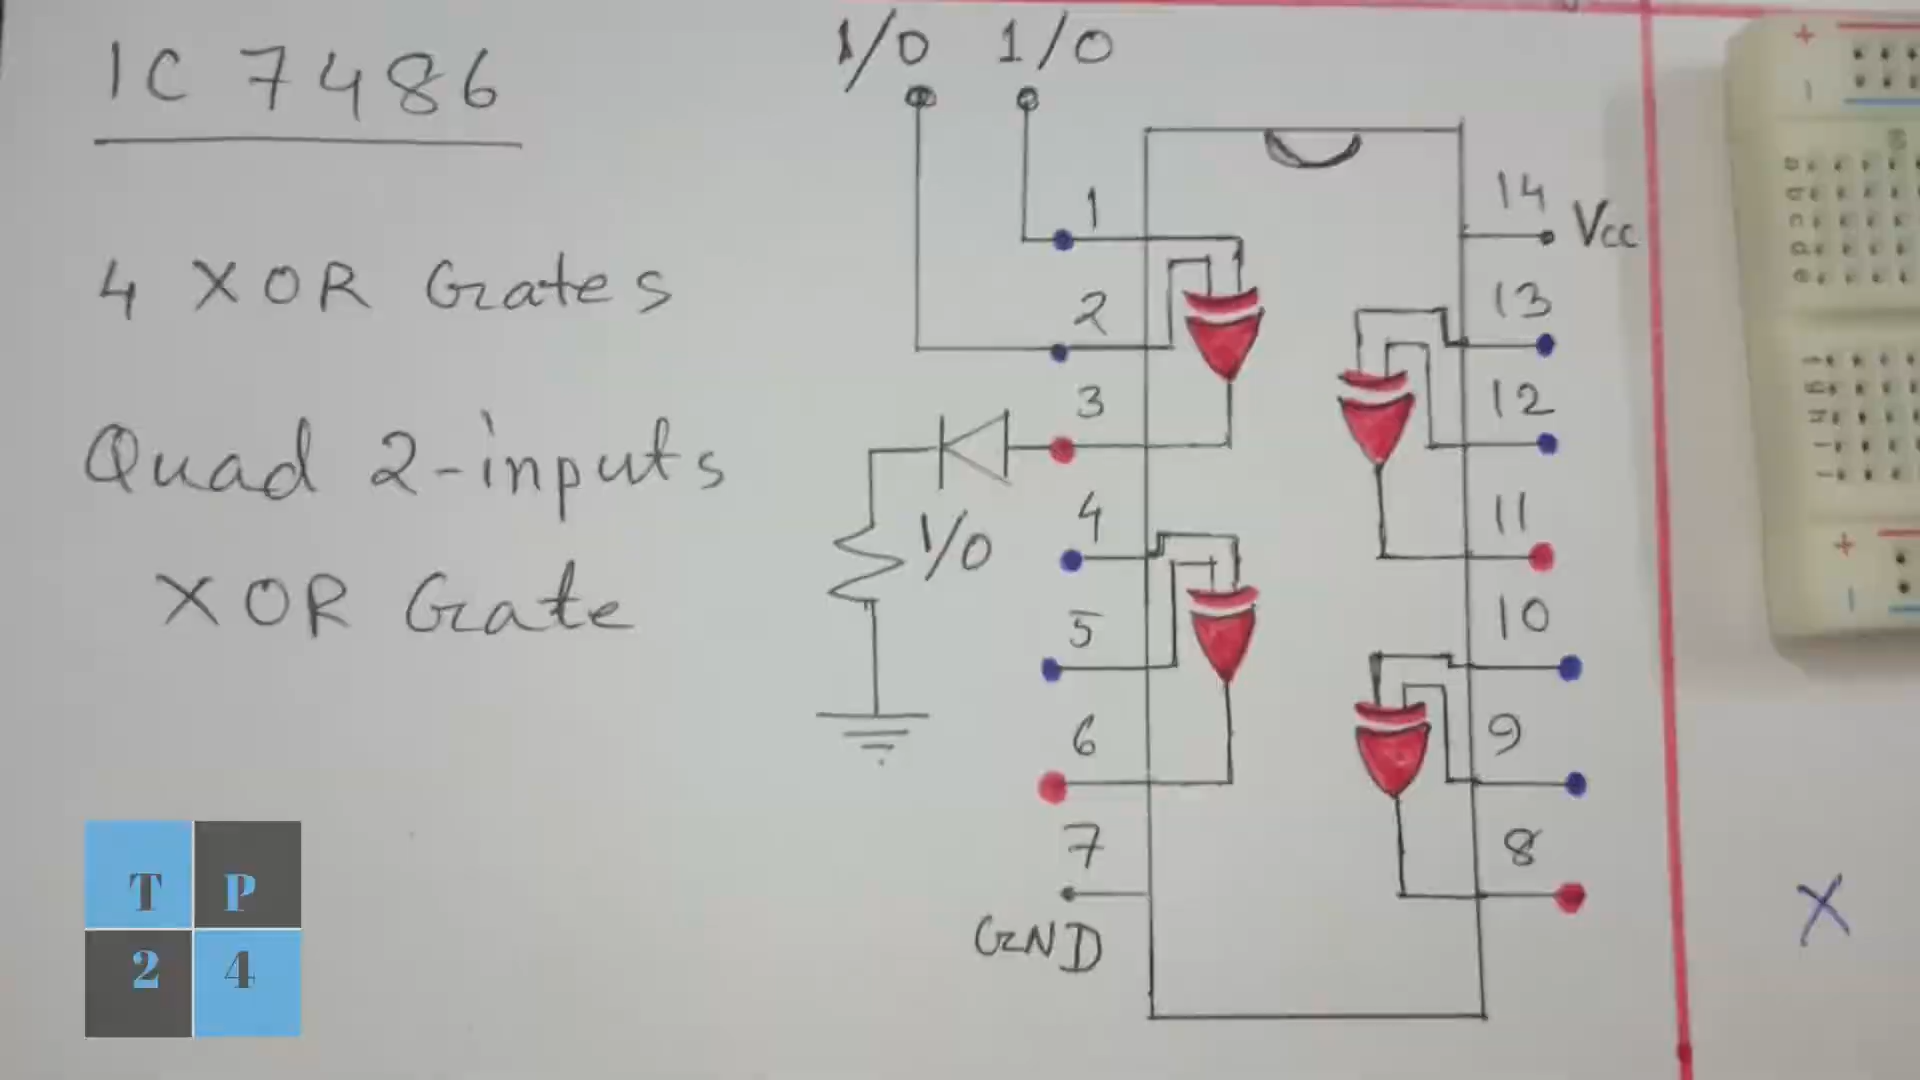 IC 7486
4 XOR Gates
Quad 2-inputs
XOR Gate
1/0 1/0
1
2
3
4
5
6
7
GND
1/0
14 Vcc
13
12
11
10
9
8
X
T P
2 4